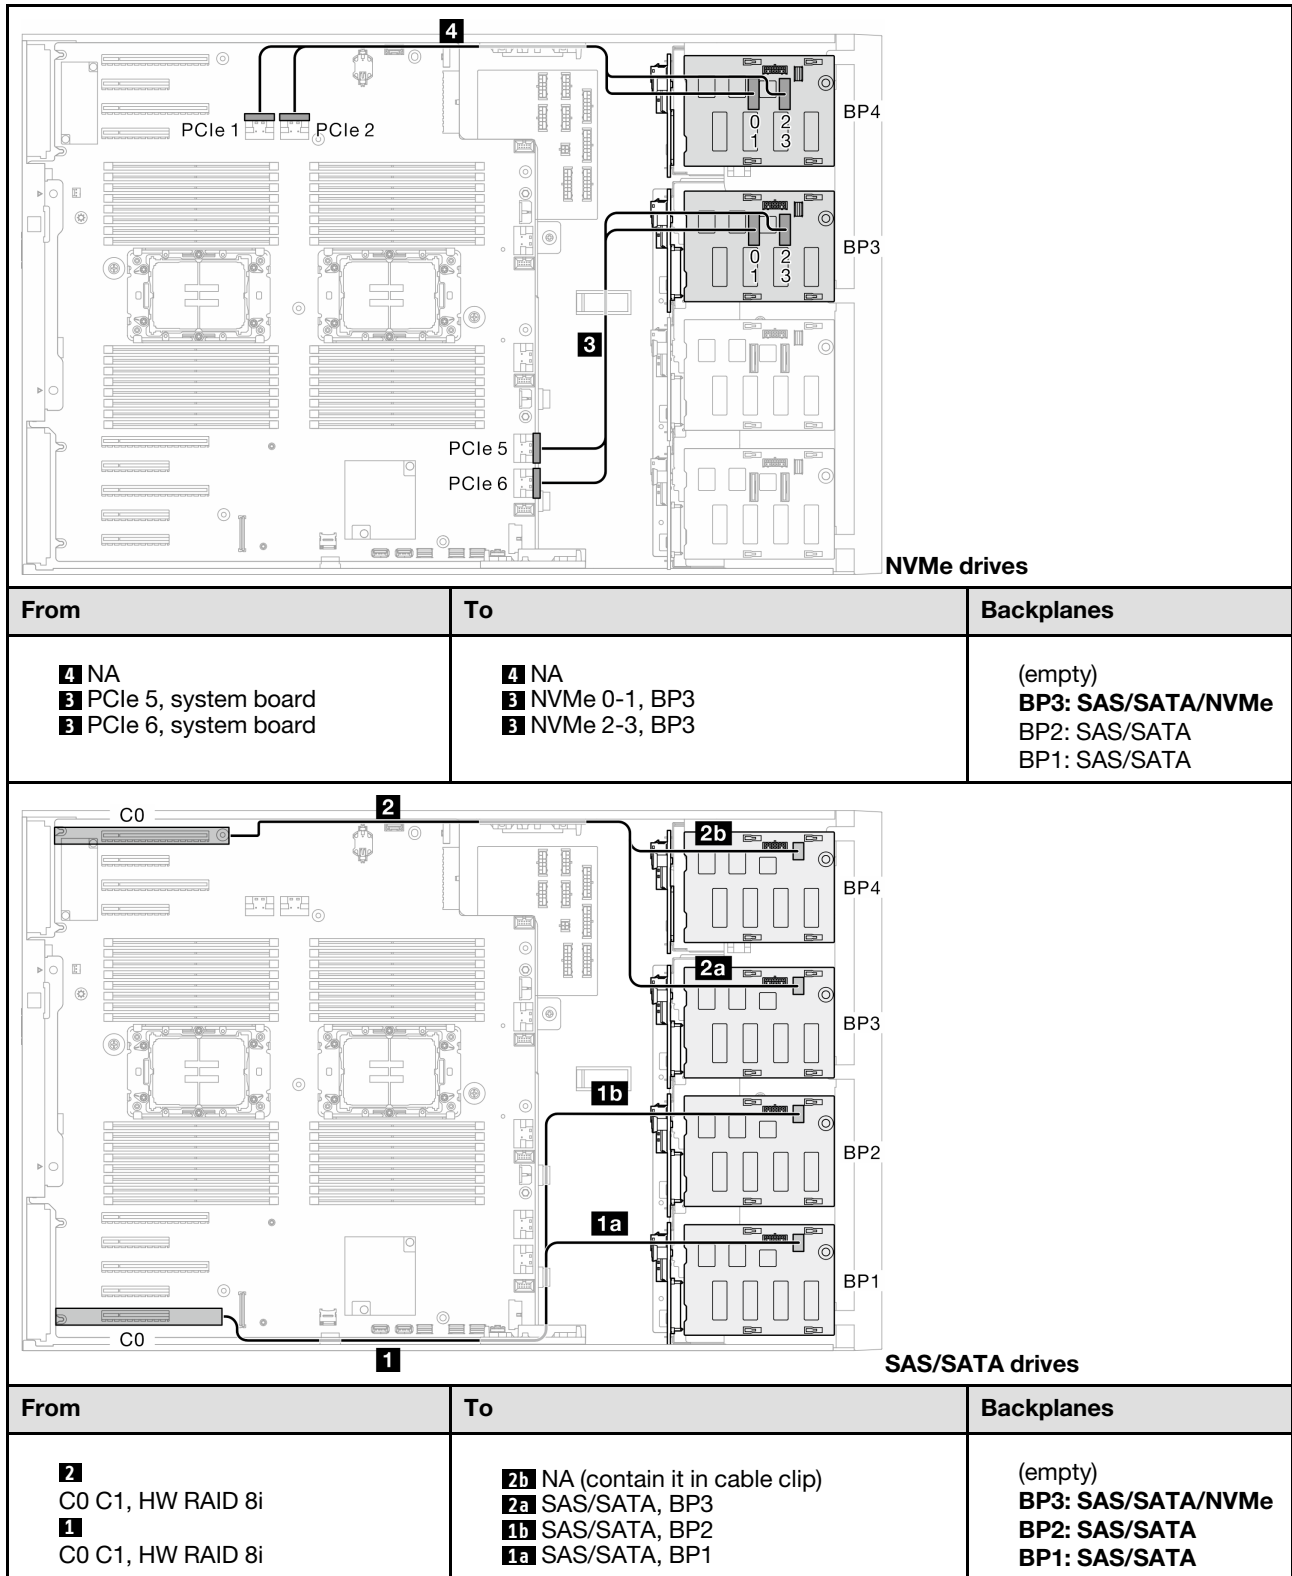 4
PCIe 1
PCIe 2
0 2
1 3
BP4
0 2
1 3
BP3
3
PCIe 5
PCIe 6
NVMe drives
From
To
Backplanes
4 NA
3 PCIe 5, system board
3 PCIe 6, system board
4 NA
3 NVMe 0-1, BP3
3 NVMe 2-3, BP3
(empty)
BP3: SAS/SATA/NVMe
BP2: SAS/SATA
BP1: SAS/SATA
C0
2
2b
BP4
2a
BP3
1b
BP2
1a
BP1
C0
1
SAS/SATA drives
From
To
Backplanes
2
C0 C1, HW RAID 8i
1
C0 C1, HW RAID 8i
2b NA (contain it in cable clip)
2a SAS/SATA, BP3
1b SAS/SATA, BP2
1a SAS/SATA, BP1
(empty)
BP3: SAS/SATA/NVMe
BP2: SAS/SATA
BP1: SAS/SATA